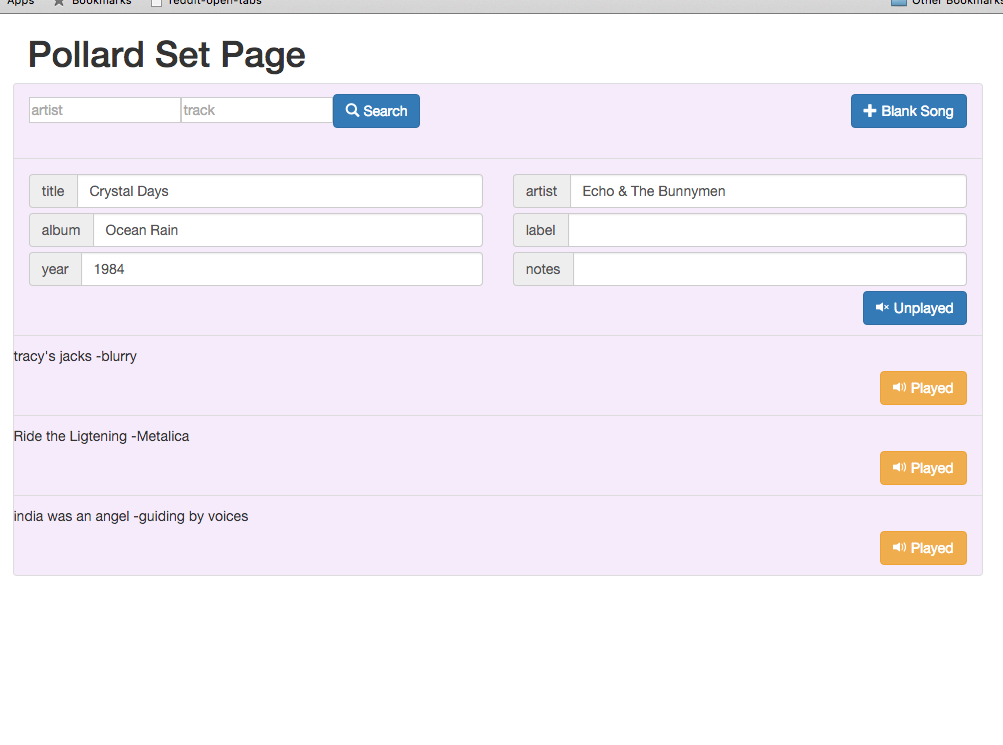 Apps Bookmarks reddit-open-tabs Other Bookmarks
Pollard Set Page
artist track Search Blank Song
title Crystal Days artist Echo & The Bunnymen
album Ocean Rain label
year 1984 notes
Unplayed
tracy's jacks -blurry
Played
Ride the Ligtening -Metalica
Played
india was an angel -guiding by voices
Played